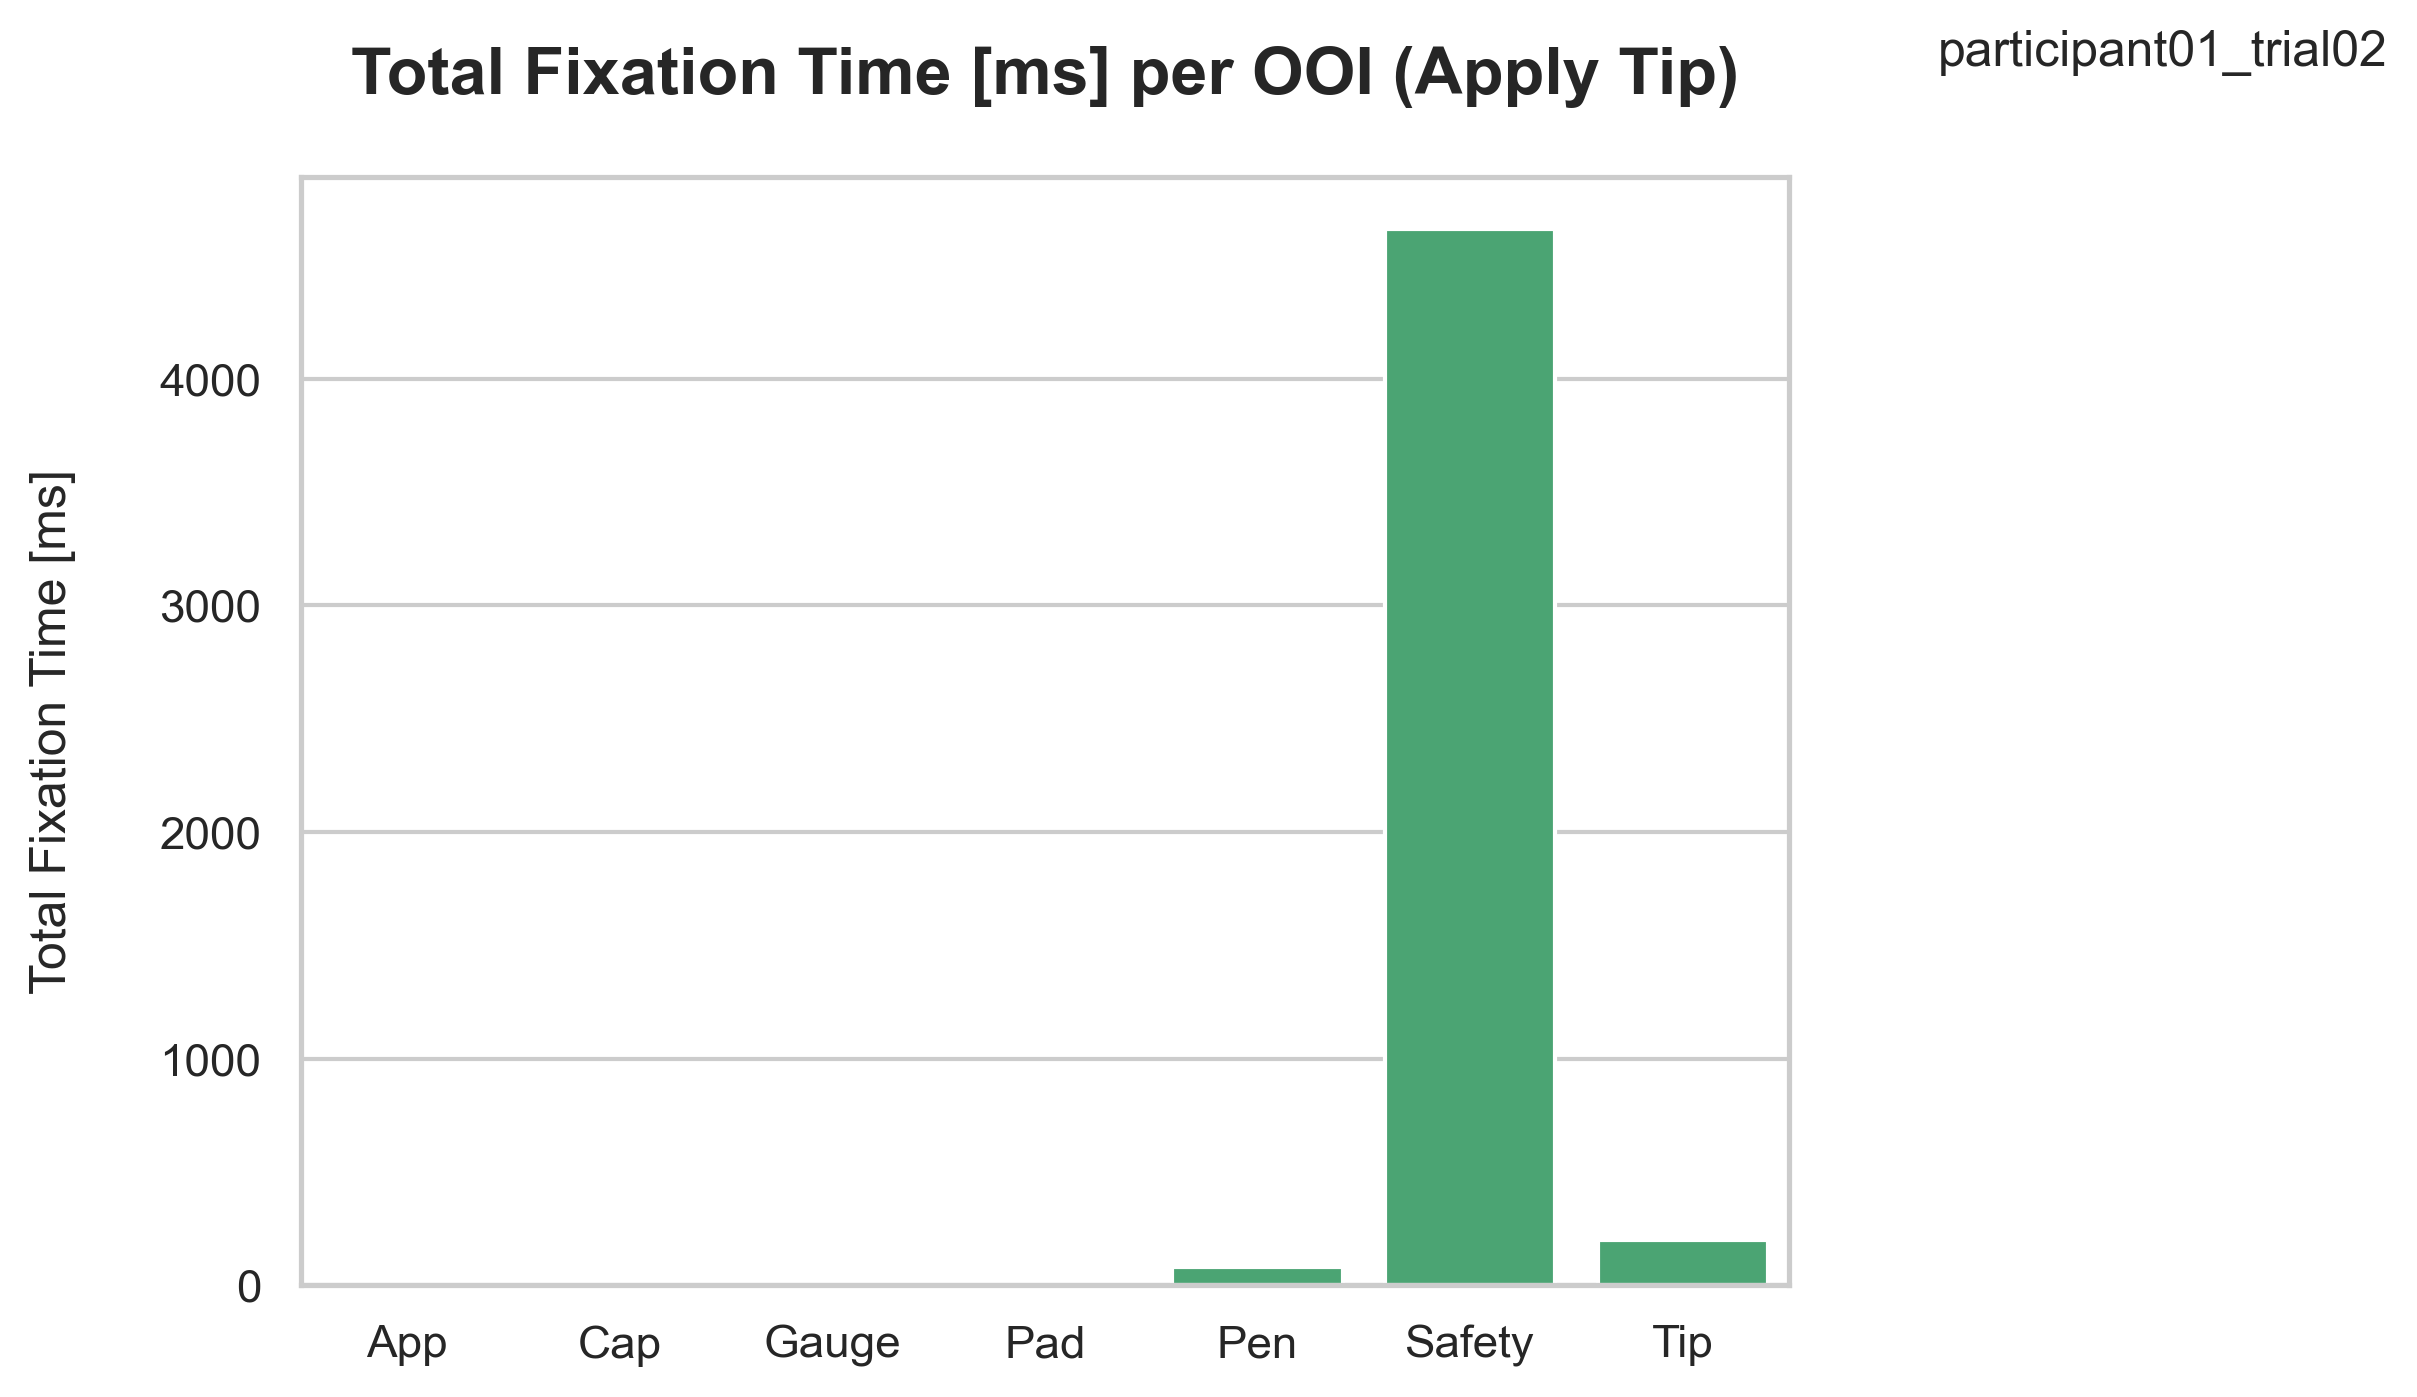 participant01_trial02
Total Fixation Time [ms] per OOI (Apply Tip)
Total Fixation Time [ms]
4000
3000
2000
1000
0
App Cap Gauge Pad Pen Safety Tip